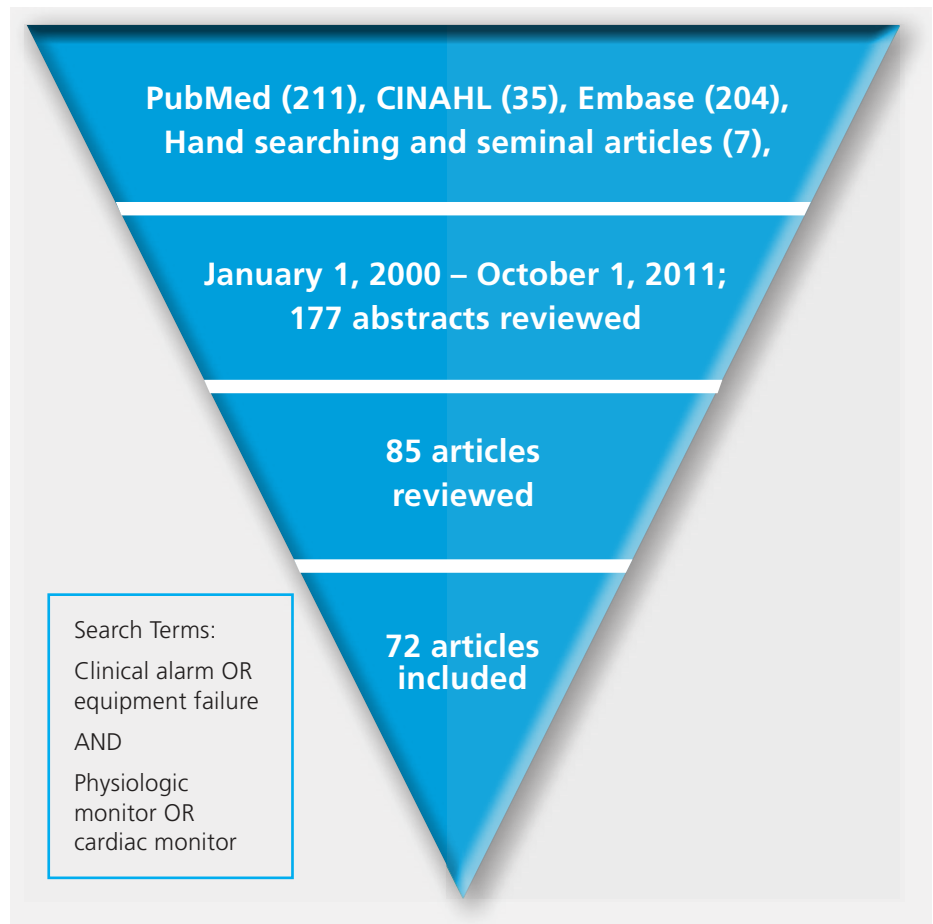 PubMed (211), CINAHL (35), Embase (204),
Hand searching and seminal articles (7),
January 1, 2000 – October 1, 2011;
177 abstracts reviewed
85 articles
reviewed
72 articles
included
Search Terms:
Clinical alarm OR
equipment failure
AND
Physiologic
monitor OR
cardiac monitor